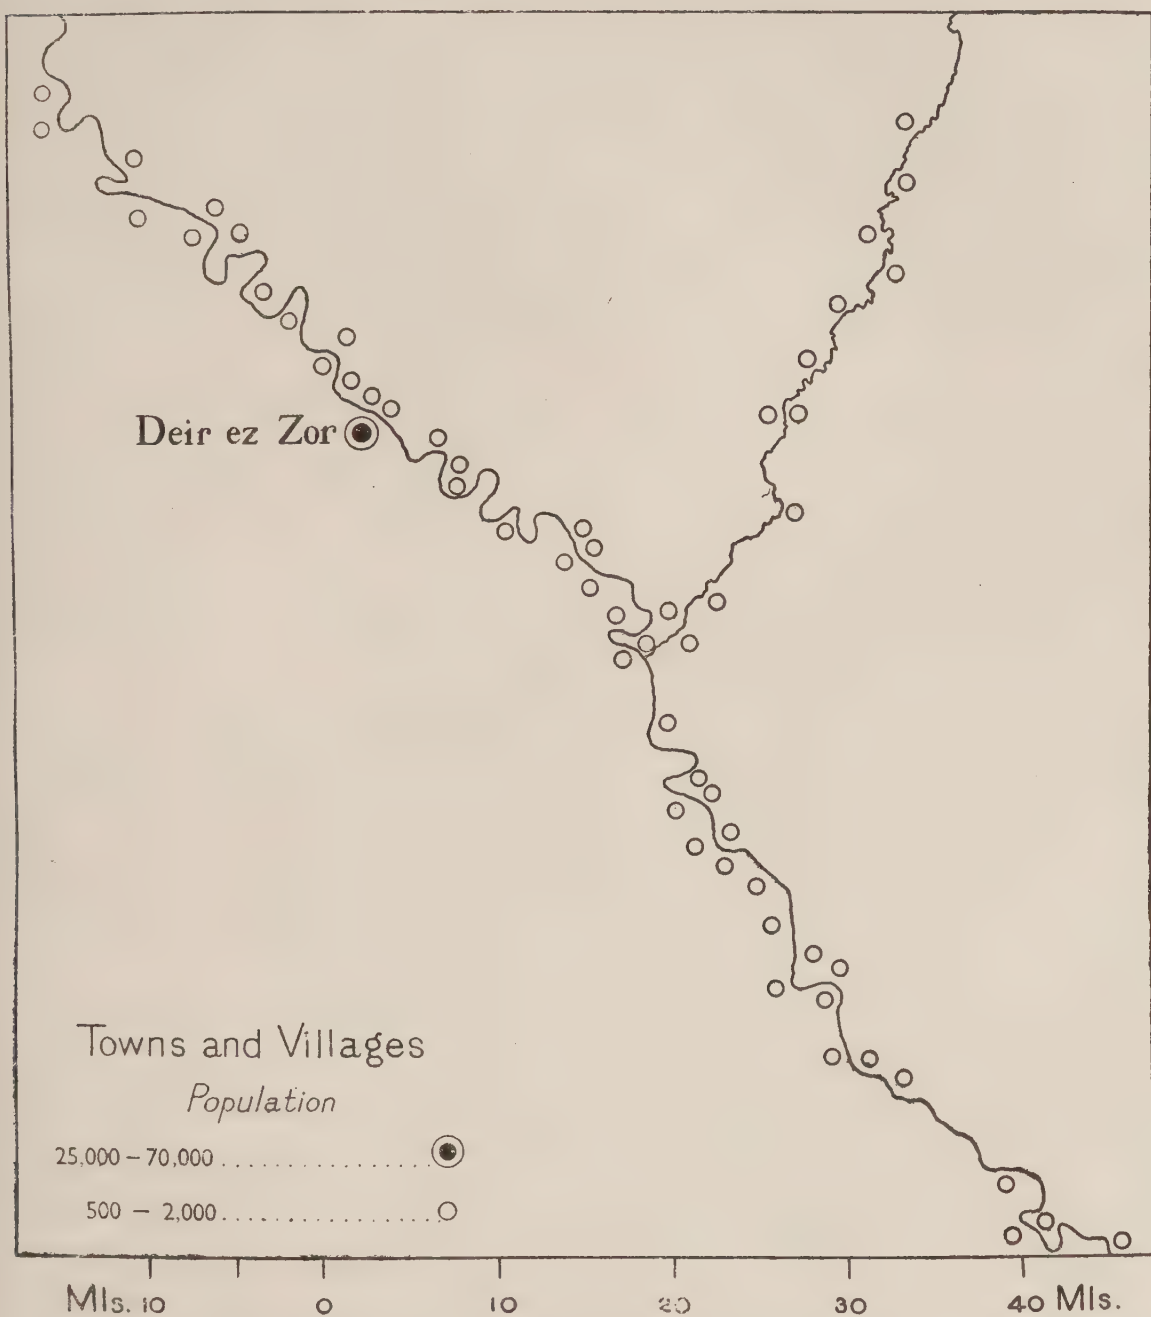 Deir ez Zor
Towns and Villages
Population
25,000 – 70,000 ................
500 – 2,000 ................
Mls. 10 0 10 20 30 40 Mls.